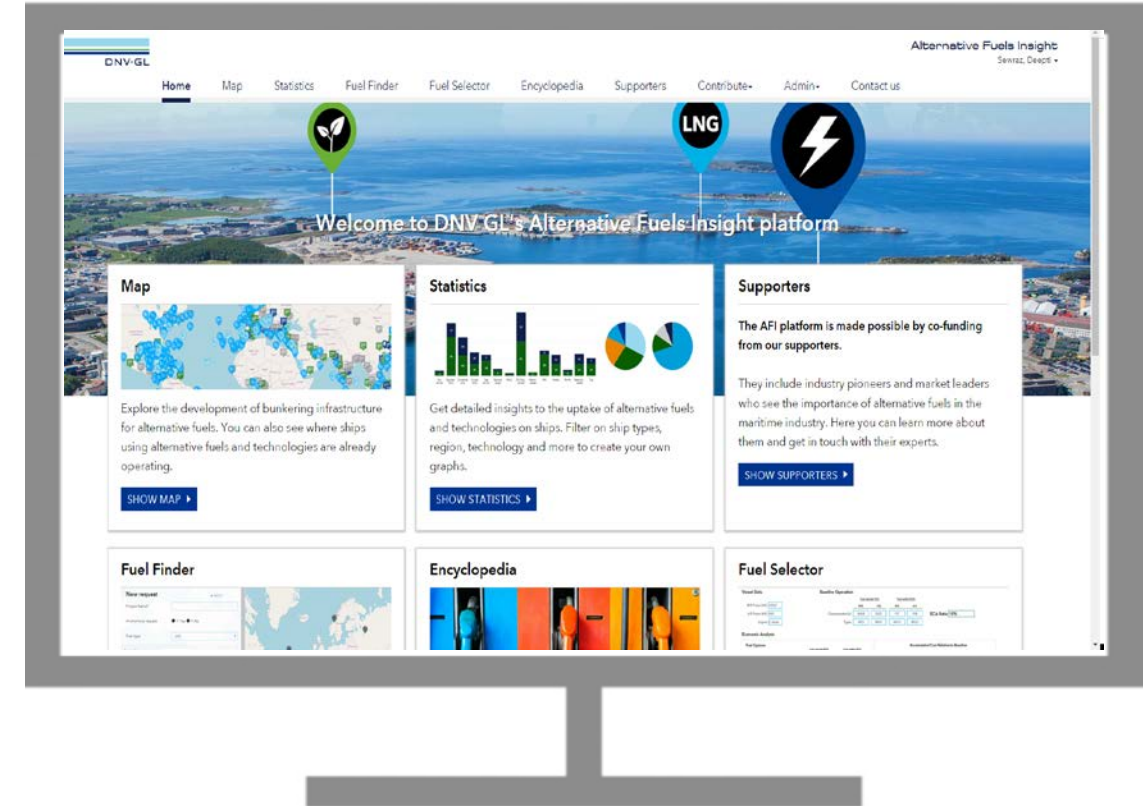 DNV·GL
Alternative Fuels Insight
Sewraz, Deepti
Home Map Statistics Fuel Finder Fuel Selector Encyclopedia Supporters Contribute Admin Contact us
LNG
Welcome to DNV GL's Alternative Fuels Insight platform
Map
Explore the development of bunkering infrastructure
for alternative fuels. You can also see where ships
using alternative fuels and technologies are already
operating.
SHOW MAP
Statistics
Get detailed insights to the uptake of alternative fuels
and technologies on ships. Filter on ship types,
region, technology and more to create your own
graphs.
SHOW STATISTICS
Supporters
The AFI platform is made possible by co-funding
from our supporters.
They include industry pioneers and market leaders
who see the importance of alternative fuels in the
maritime industry. Here you can learn more about
them and get in touch with their experts.
SHOW SUPPORTERS
Fuel Finder
New request
Encyclopedia
Fuel Selector
Vessel Data
Baseline Operation
Economic Analysis